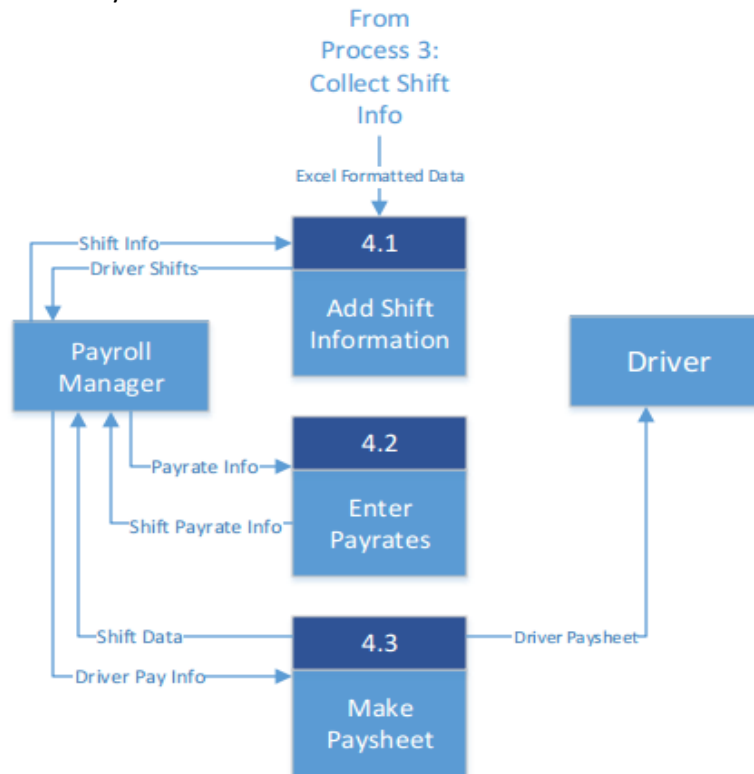 From
Process 3:
Collect Shift
Info
Excel Formatted Data
4.1
Shift Info
Driver Shifts
Add Shift
Information
Payroll
Manager
Driver
4.2
Payrate Info
Enter
Payrates
Shift Payrate Info
4.3
Shift Data
Driver Paysheet
Driver Pay Info
Make
Paysheet